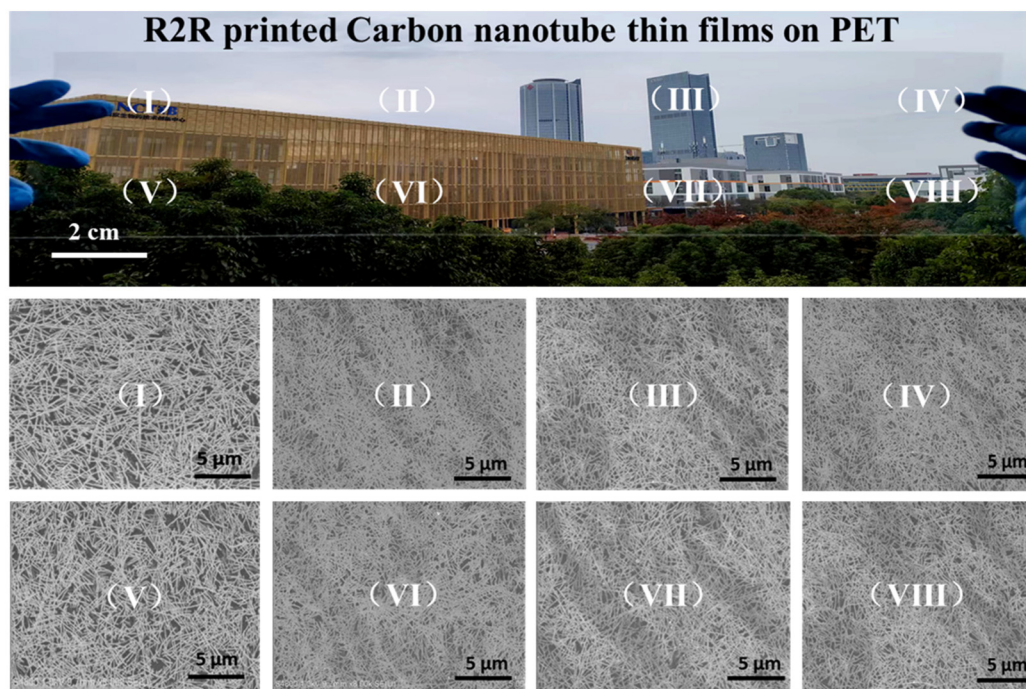 R2R printed Carbon nanotube thin films on PET
(I)
(II)
(III)
(IV)
(V)
(VI)
(VII)
(VIII)
2 cm
(I)
5 μm
(II)
5 μm
(III)
5 μm
(IV)
5 μm
(V)
5 μm
(VI)
5 μm
(VII)
5 μm
(VIII)
5 μm